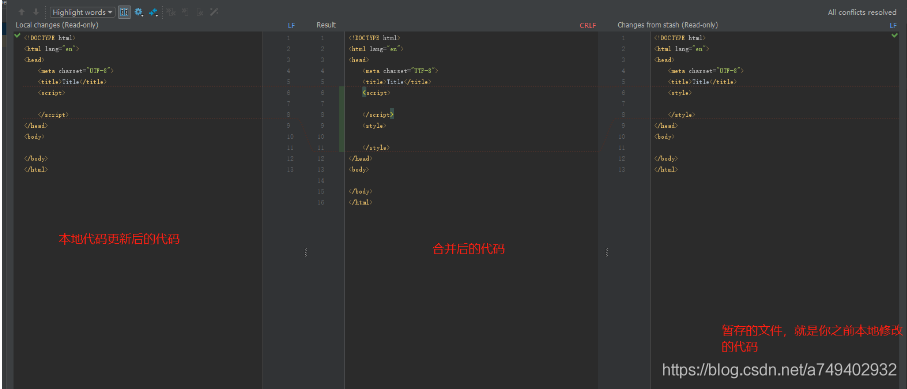 Highlight words
All conflicts resolved
Local changes (Read-only) LF Result CRLF Changes from stash (Read-only) LF
<!DOCTYPE html>
<html lang="en">
<head>
<meta charset="UTF-8">
<title>Title</title>
<script>
</script>
</head>
<body>
</body>
</html>
1
2
3
4
5
6
7
8
9
10
11
12
13
1
2
3
4
5
6
7
8
9
10
11
12
13
14
15
16
<!DOCTYPE html>
<html lang="en">
<head>
<meta charset="UTF-8">
<title>Title</title>
<script>
</script>
<style>
</style>
</head>
<body>
</body>
</html>
1
2
3
4
5
6
7
8
9
10
11
12
13
<!DOCTYPE html>
<html lang="en">
<head>
<meta charset="UTF-8">
<title>Title</title>
<style>
</style>
</head>
<body>
</body>
</html>
本地代码更新后的代码
合并后的代码
暂存的文件，就是你之前本地修改
的代码
https://blog.csdn.net/a749402932